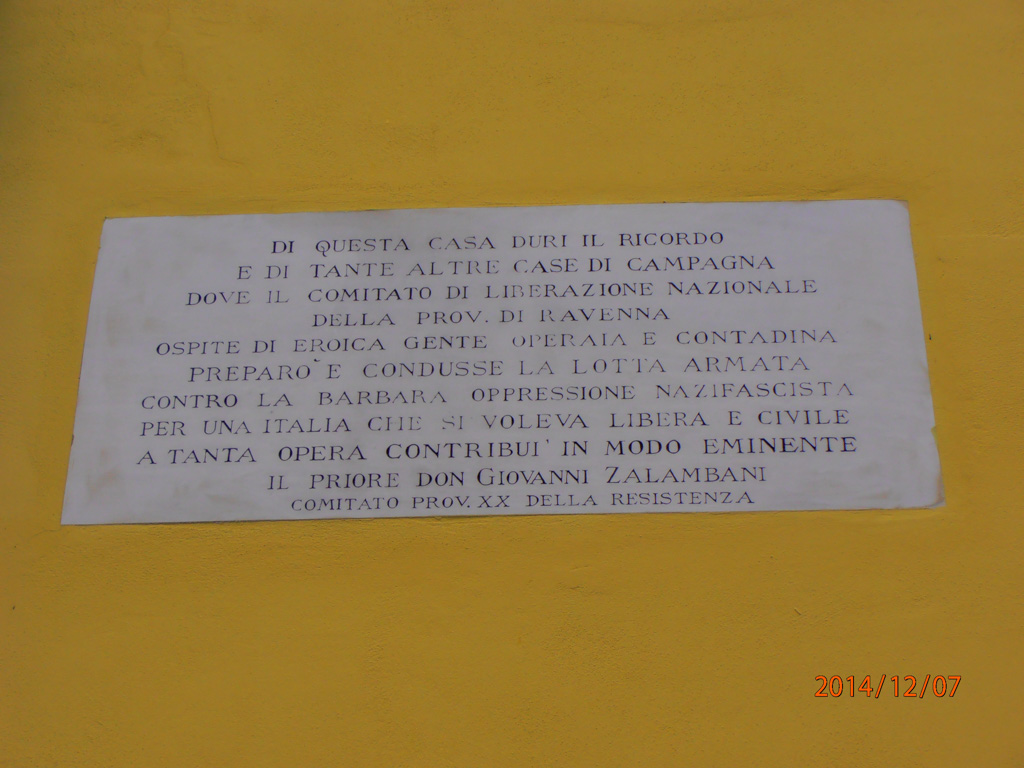 DI QUESTA CASA DURI IL RICORDO
E DI TANTE ALTRE CASE DI CAMPAGNA
DOVE IL COMITATO DI LIBERAZIONE NAZIONALE
DELLA PROV. DI RAVENNA
OSPITE DI EROICA GENTE OPERAIA E CONTADINA
PREPARO' E CONDUSSE LA LOTTA ARMATA
CONTRO LA BARBARA OPPRESSIONE NAZIFASCISTA
PER UNA ITALIA CHE SI VOLEVA LIBERA E CIVILE
A TANTA OPERA CONTRIBUI' IN MODO EMINENTE
IL PRIORE DON GIOVANNI ZALAMBANI
COMITATO PROV. XX DELLA RESISTENZA
2014/12/07